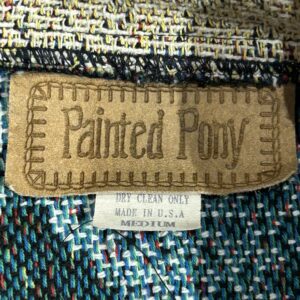 Painted Pony
DRY CLEAN ONLY
MADE IN U.S.A
MEDIUM